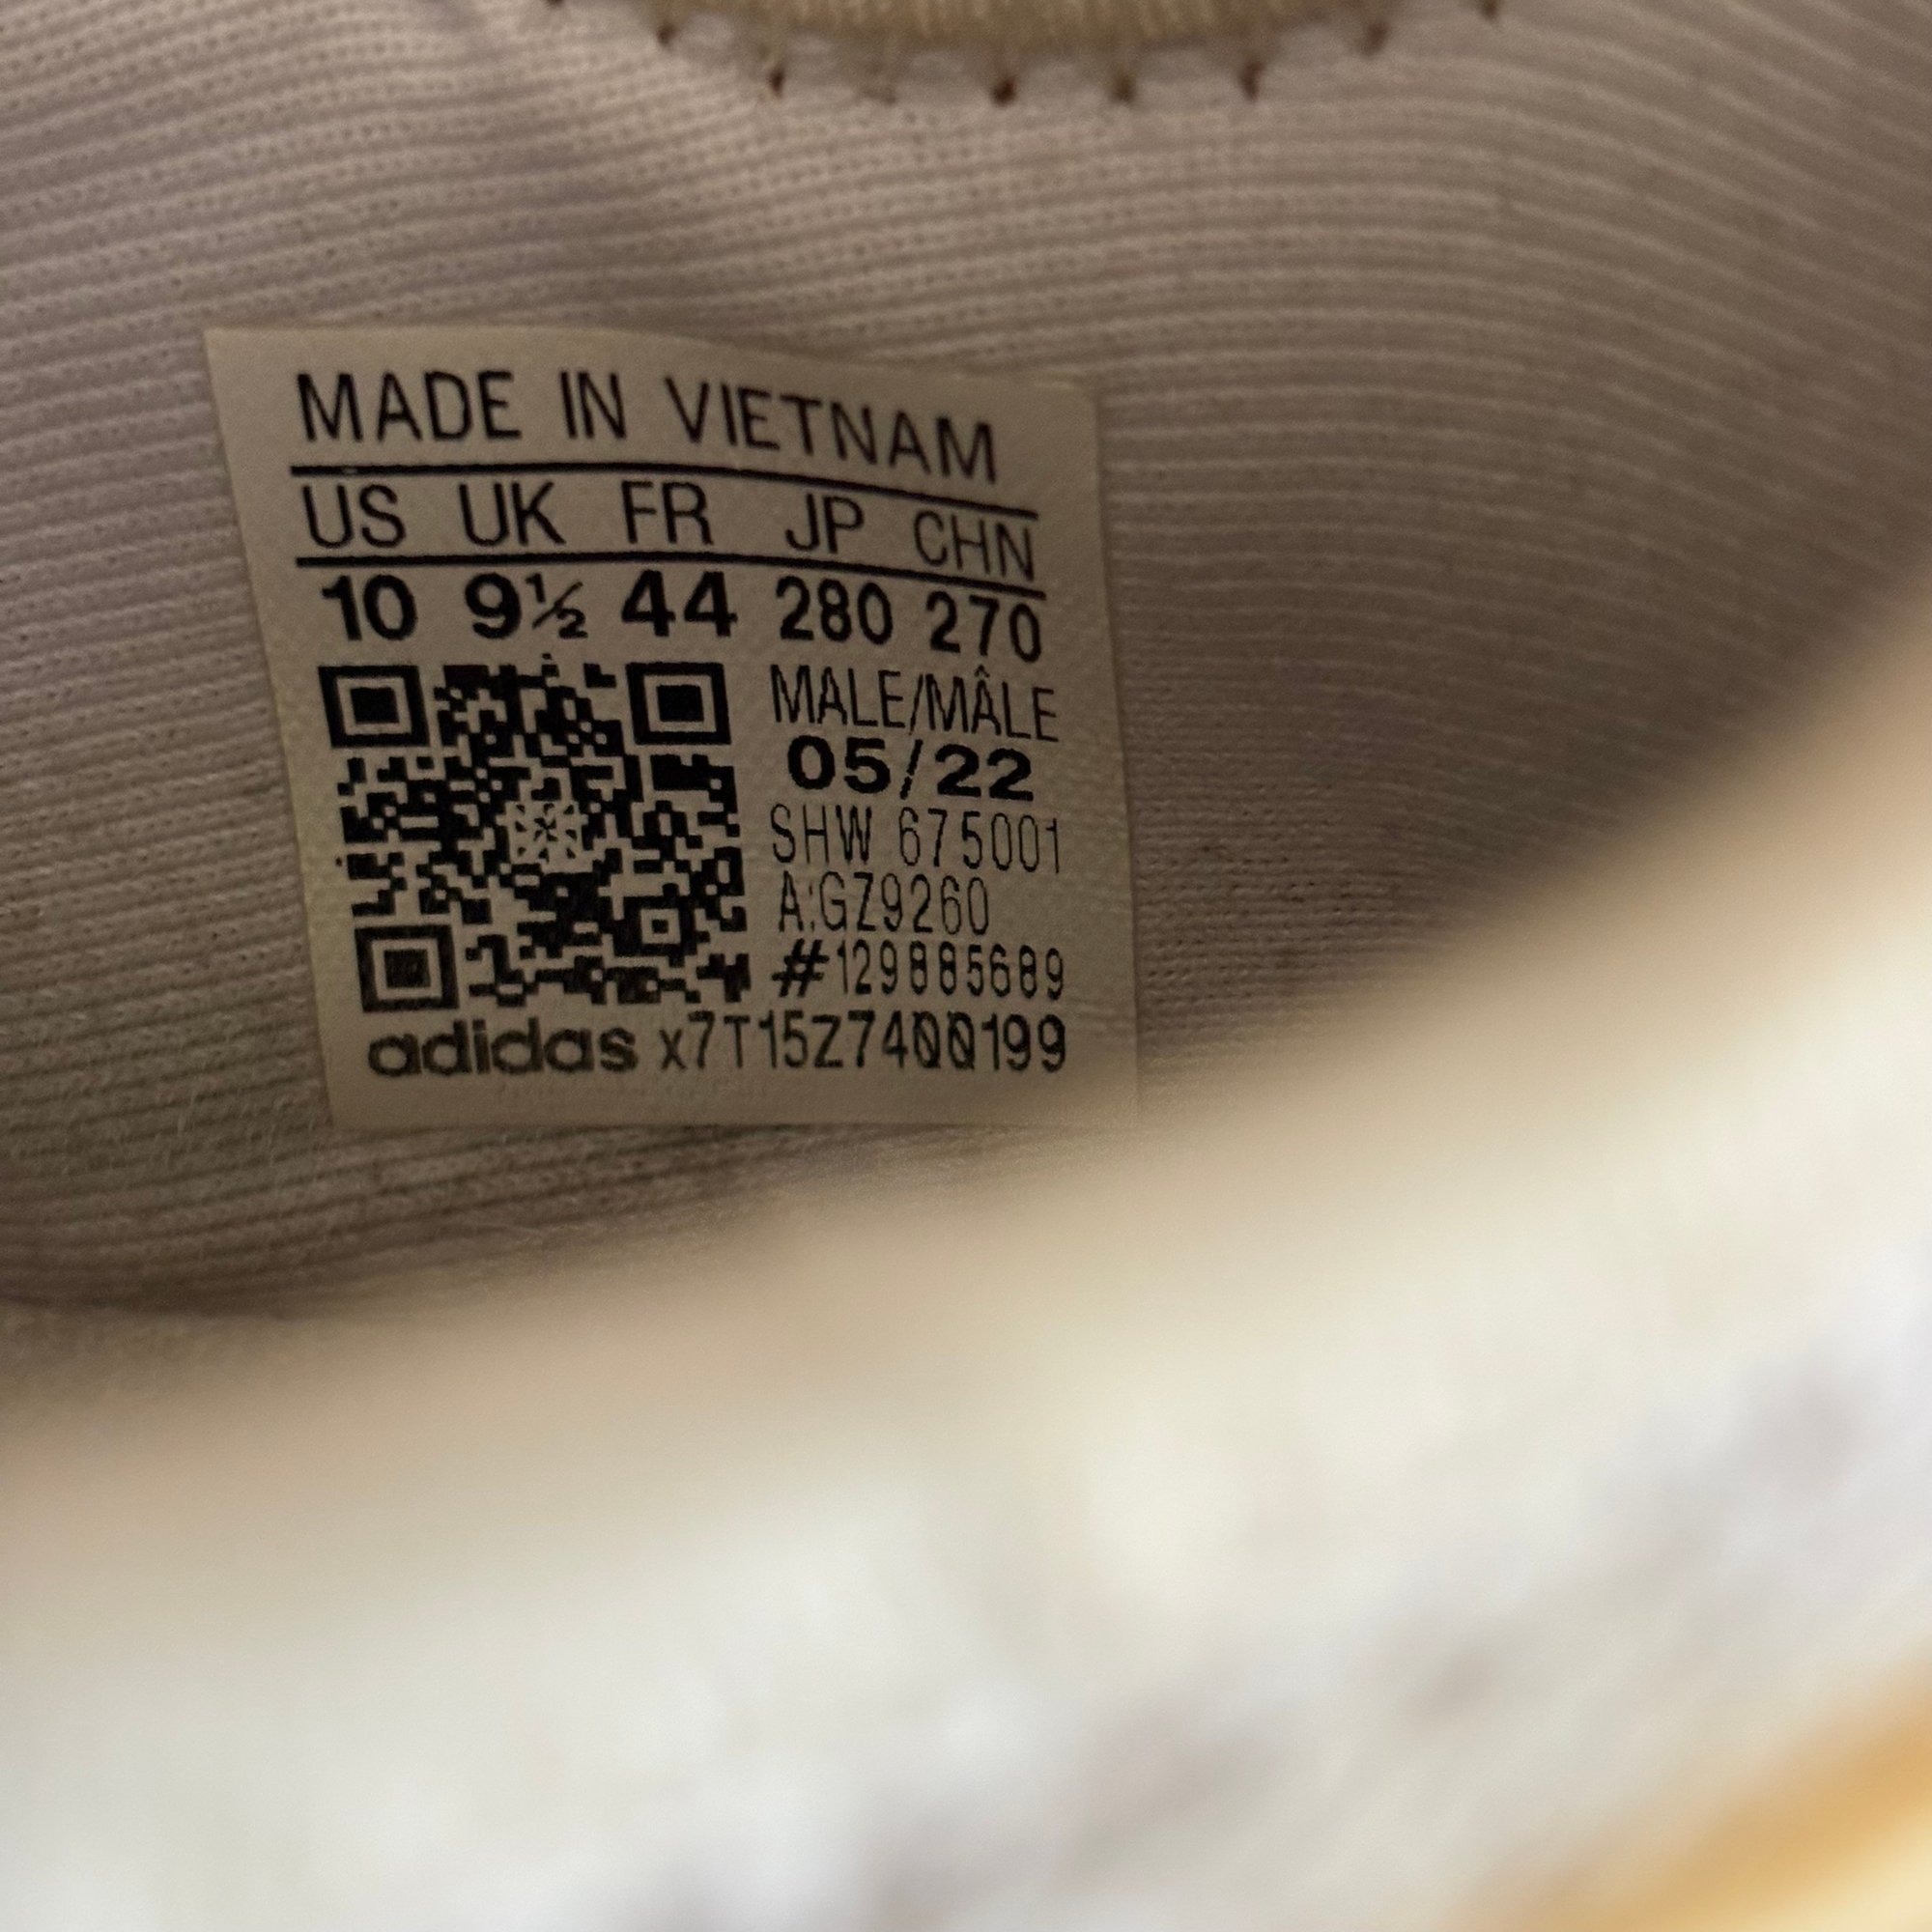 MADE IN VIETNAM
US UK FR JP CHN
10 9½ 44 280 270
MALE/MÂLE
05/22
SHW 675001
A:GZ9260
#129885689
adidas x7T15Z7400199